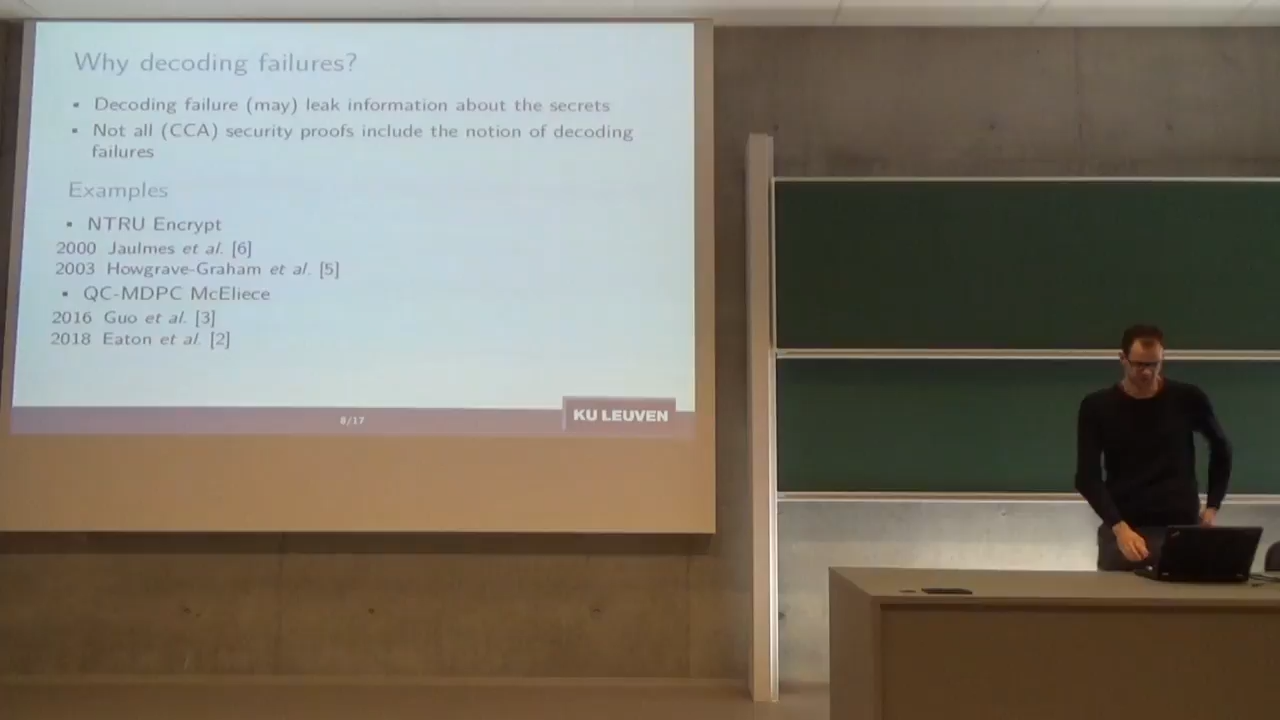 Why decoding failures?
▪ Decoding failure (may) leak information about the secrets
▪ Not all (CCA) security proofs include the notion of decoding
failures
Examples
▪ NTRU Encrypt
2000 Jaulmes et al. [6]
2003 Howgrave-Graham et al. [5]
▪ QC-MDPC McEliece
2016 Guo et al. [3]
2018 Eaton et al. [2]
8/17
KU LEUVEN